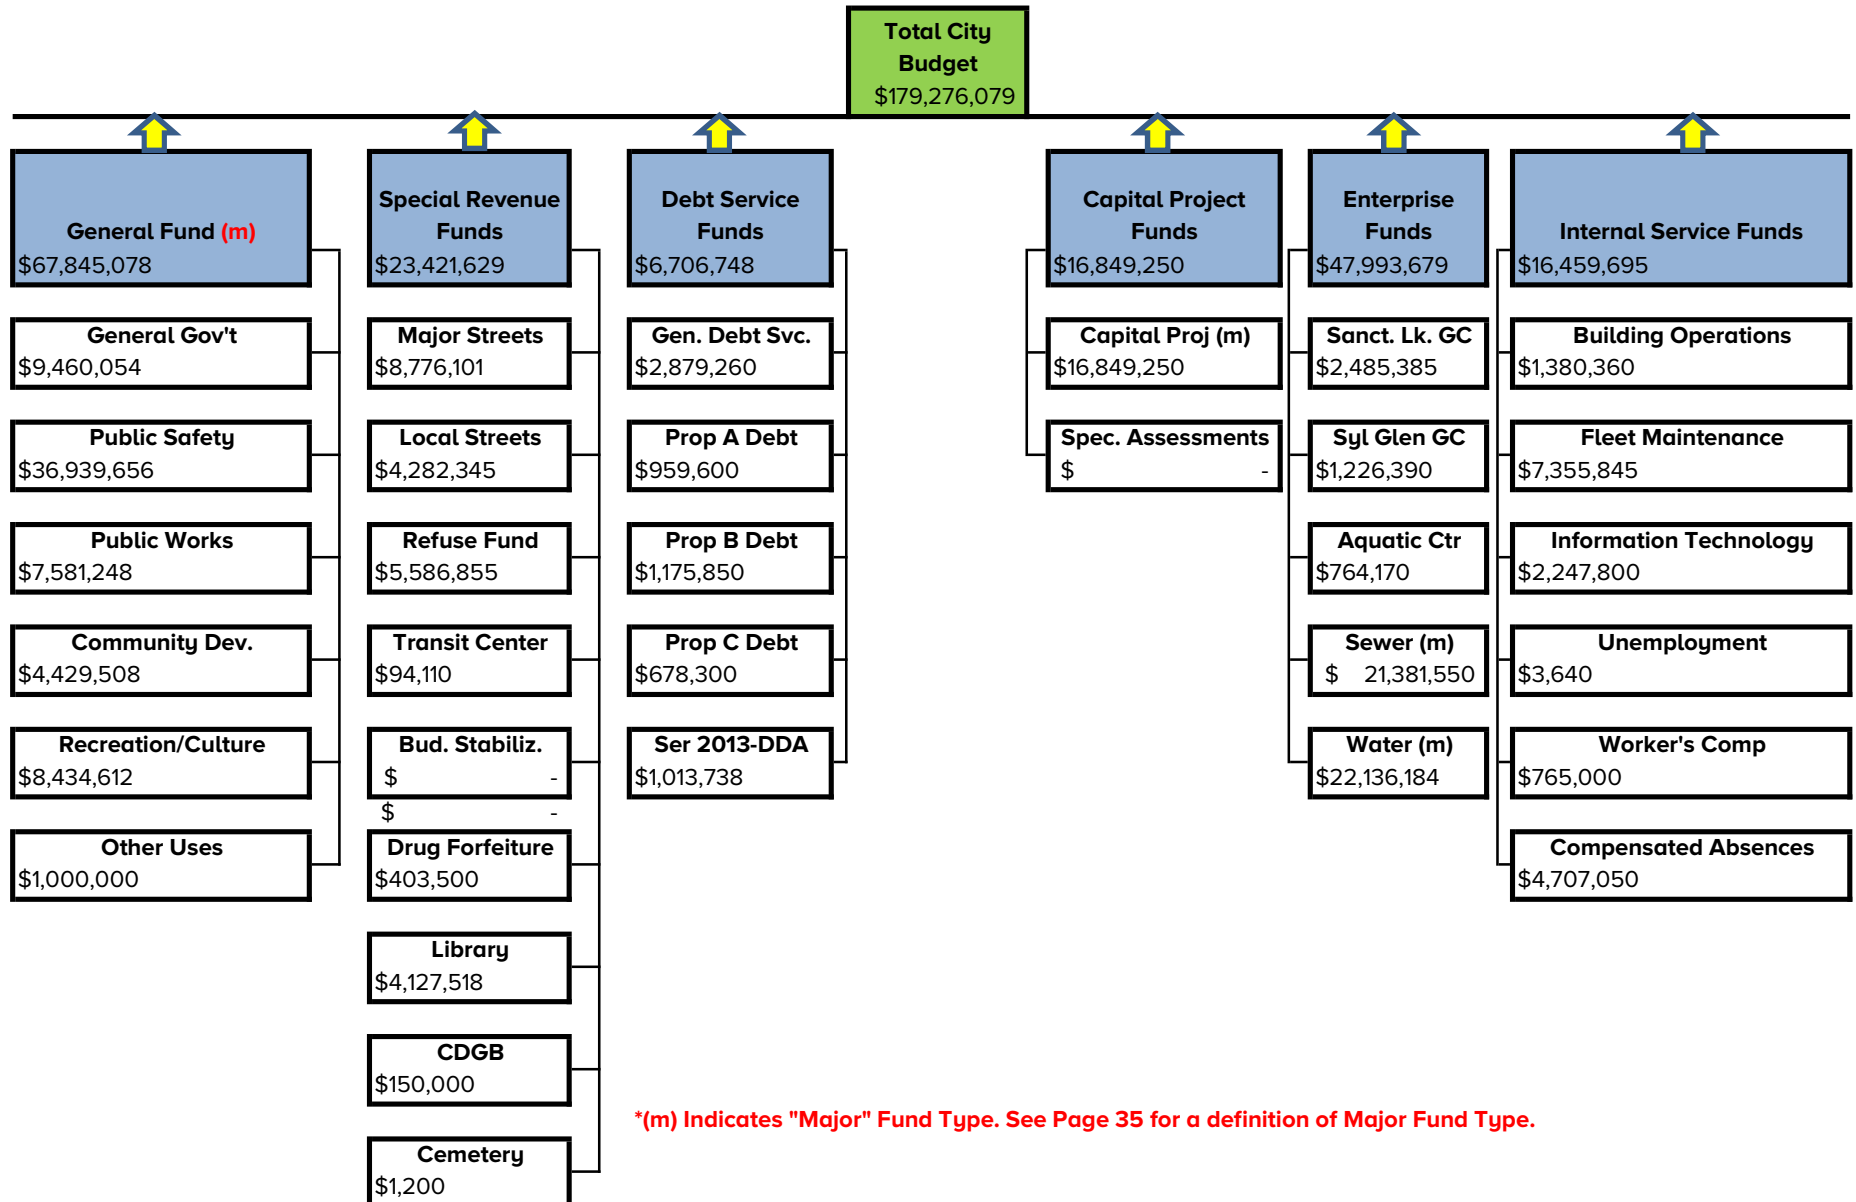 Total City
Budget
$179,276,079
General Fund (m)
$67,845,078
Special Revenue
Funds
$23,421,629
Debt Service
Funds
$6,706,748
Capital Project
Funds
$16,849,250
Enterprise
Funds
$47,993,679
Internal Service Funds
$16,459,695
General Gov't
$9,460,054
Public Safety
$36,939,656
Public Works
$7,581,248
Community Dev.
$4,429,508
Recreation/Culture
$8,434,612
Other Uses
$1,000,000
Major Streets
$8,776,101
Local Streets
$4,282,345
Refuse Fund
$5,586,855
Transit Center
$94,110
Bud. Stabiliz.
$ -
$ -
Drug Forfeiture
$403,500
Library
$4,127,518
CDGB
$150,000
Cemetery
$1,200
Gen. Debt Svc.
$2,879,260
Prop A Debt
$959,600
Prop B Debt
$1,175,850
Prop C Debt
$678,300
Ser 2013-DDA
$1,013,738
Capital Proj (m)
$16,849,250
Spec. Assessments
$ -
Sanct. Lk. GC
$2,485,385
Syl Glen GC
$1,226,390
Aquatic Ctr
$764,170
Sewer (m)
$ 21,381,550
Water (m)
$22,136,184
Building Operations
$1,380,360
Fleet Maintenance
$7,355,845
Information Technology
$2,247,800
Unemployment
$3,640
Worker's Comp
$765,000
Compensated Absences
$4,707,050
*(m) Indicates "Major" Fund Type. See Page 35 for a definition of Major Fund Type.